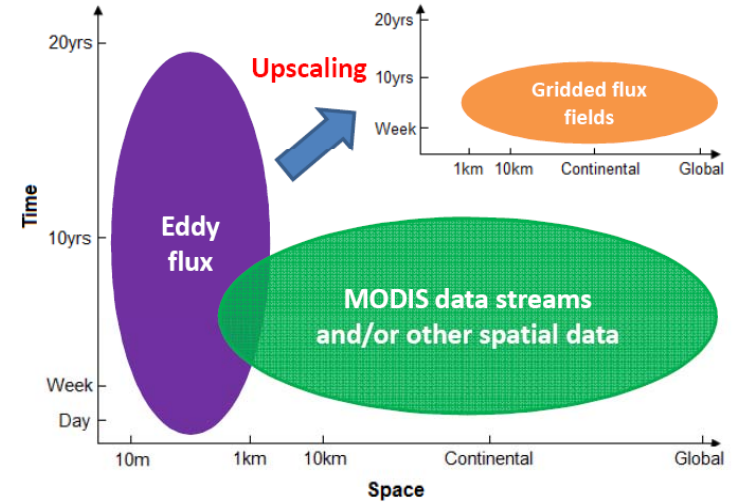 20yrs
Upscaling
20yrs
10yrs
Week
Gridded flux
fields
1km 10km Continental Global
Time
10yrs
Eddy
flux
MODIS data streams
and/or other spatial data
Week
Day
10m 1km 10km Continental Global
Space